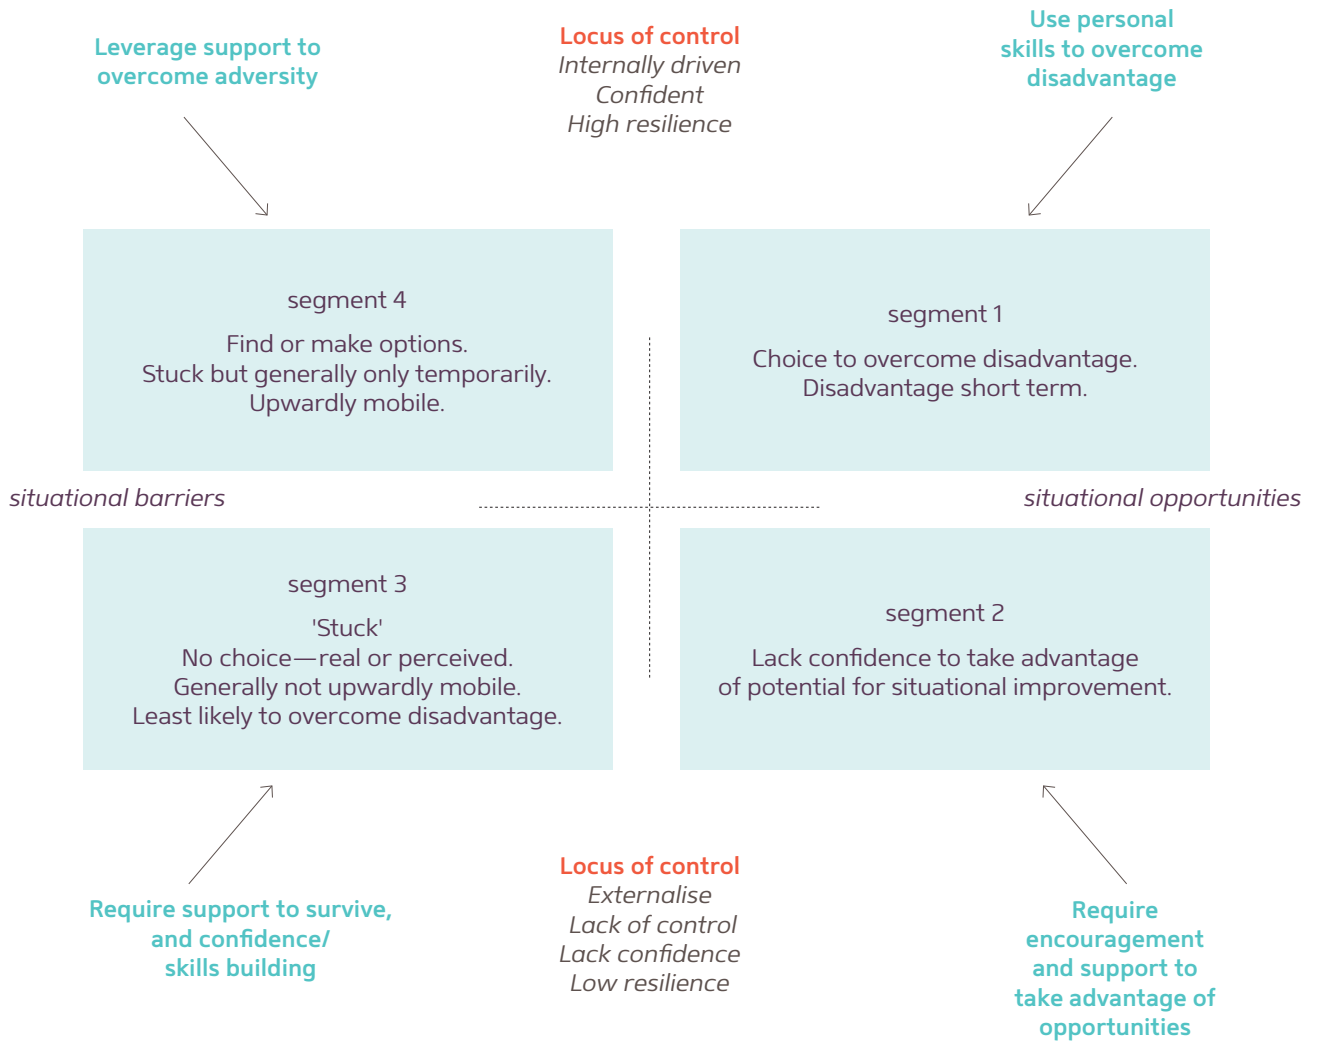 Leverage support to
overcome adversity
Locus of control
Internally driven
Confident
High resilience
Use personal
skills to overcome
disadvantage
segment 4
Find or make options.
Stuck but generally only temporarily.
Upwardly mobile.
segment 1
Choice to overcome disadvantage.
Disadvantage short term.
situational barriers
situational opportunities
segment 3
'Stuck'
No choice—real or perceived.
Generally not upwardly mobile.
Least likely to overcome disadvantage.
segment 2
Lack confidence to take advantage
of potential for situational improvement.
Require support to survive,
and confidence/
skills building
Locus of control
Externalise
Lack of control
Lack confidence
Low resilience
Require
encouragement
and support to
take advantage of
opportunities